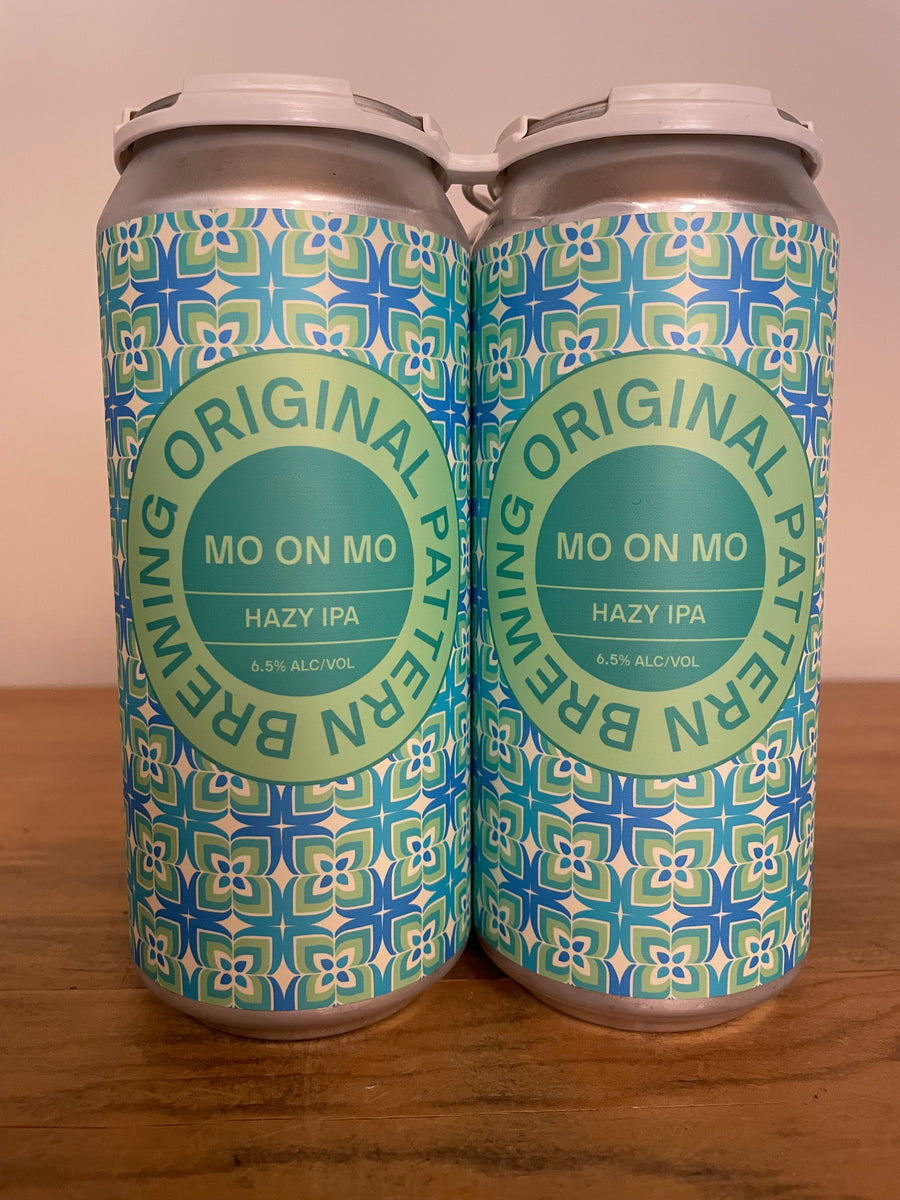 ORIGINAL PATTERN BREWING
MO ON MO
HAZY IPA
6.5% ALC/VOL
ORIGINAL PATTERN BREWING
MO ON MO
HAZY IPA
6.5% ALC/VOL